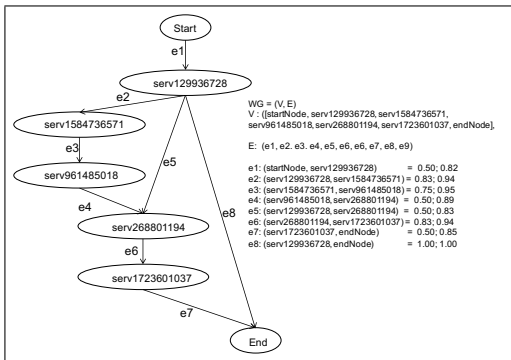 Start
e1
serv129936728
e2
serv1584736571
e3
serv961485018
e5
e4
e8
serv268801194
e6
serv1723601037
e7
End
WG = (V, E)
V : ([startNode, serv129936728, serv1584736571,
serv961485018, serv268801194, serv1723601037, endNode],
E: (e1, e2. e3. e4, e5, e6, e6, e7, e8, e9)
e1: (startNode, serv129936728) = 0.50; 0.82
e2: (serv129936728, serv1584736571) = 0.83; 0.94
e3: (serv1584736571, serv961485018) = 0.75; 0.95
e4: (serv961485018, serv268801194) = 0.50; 0.89
e5: (serv129936728, serv268801194) = 0.50; 0.83
e6: (serv268801194, serv1723601037) = 0.83; 0.94
e7: (serv1723601037, endNode) = 0.50; 0.85
e8: (serv129936728, endNode) = 1.00; 1.00